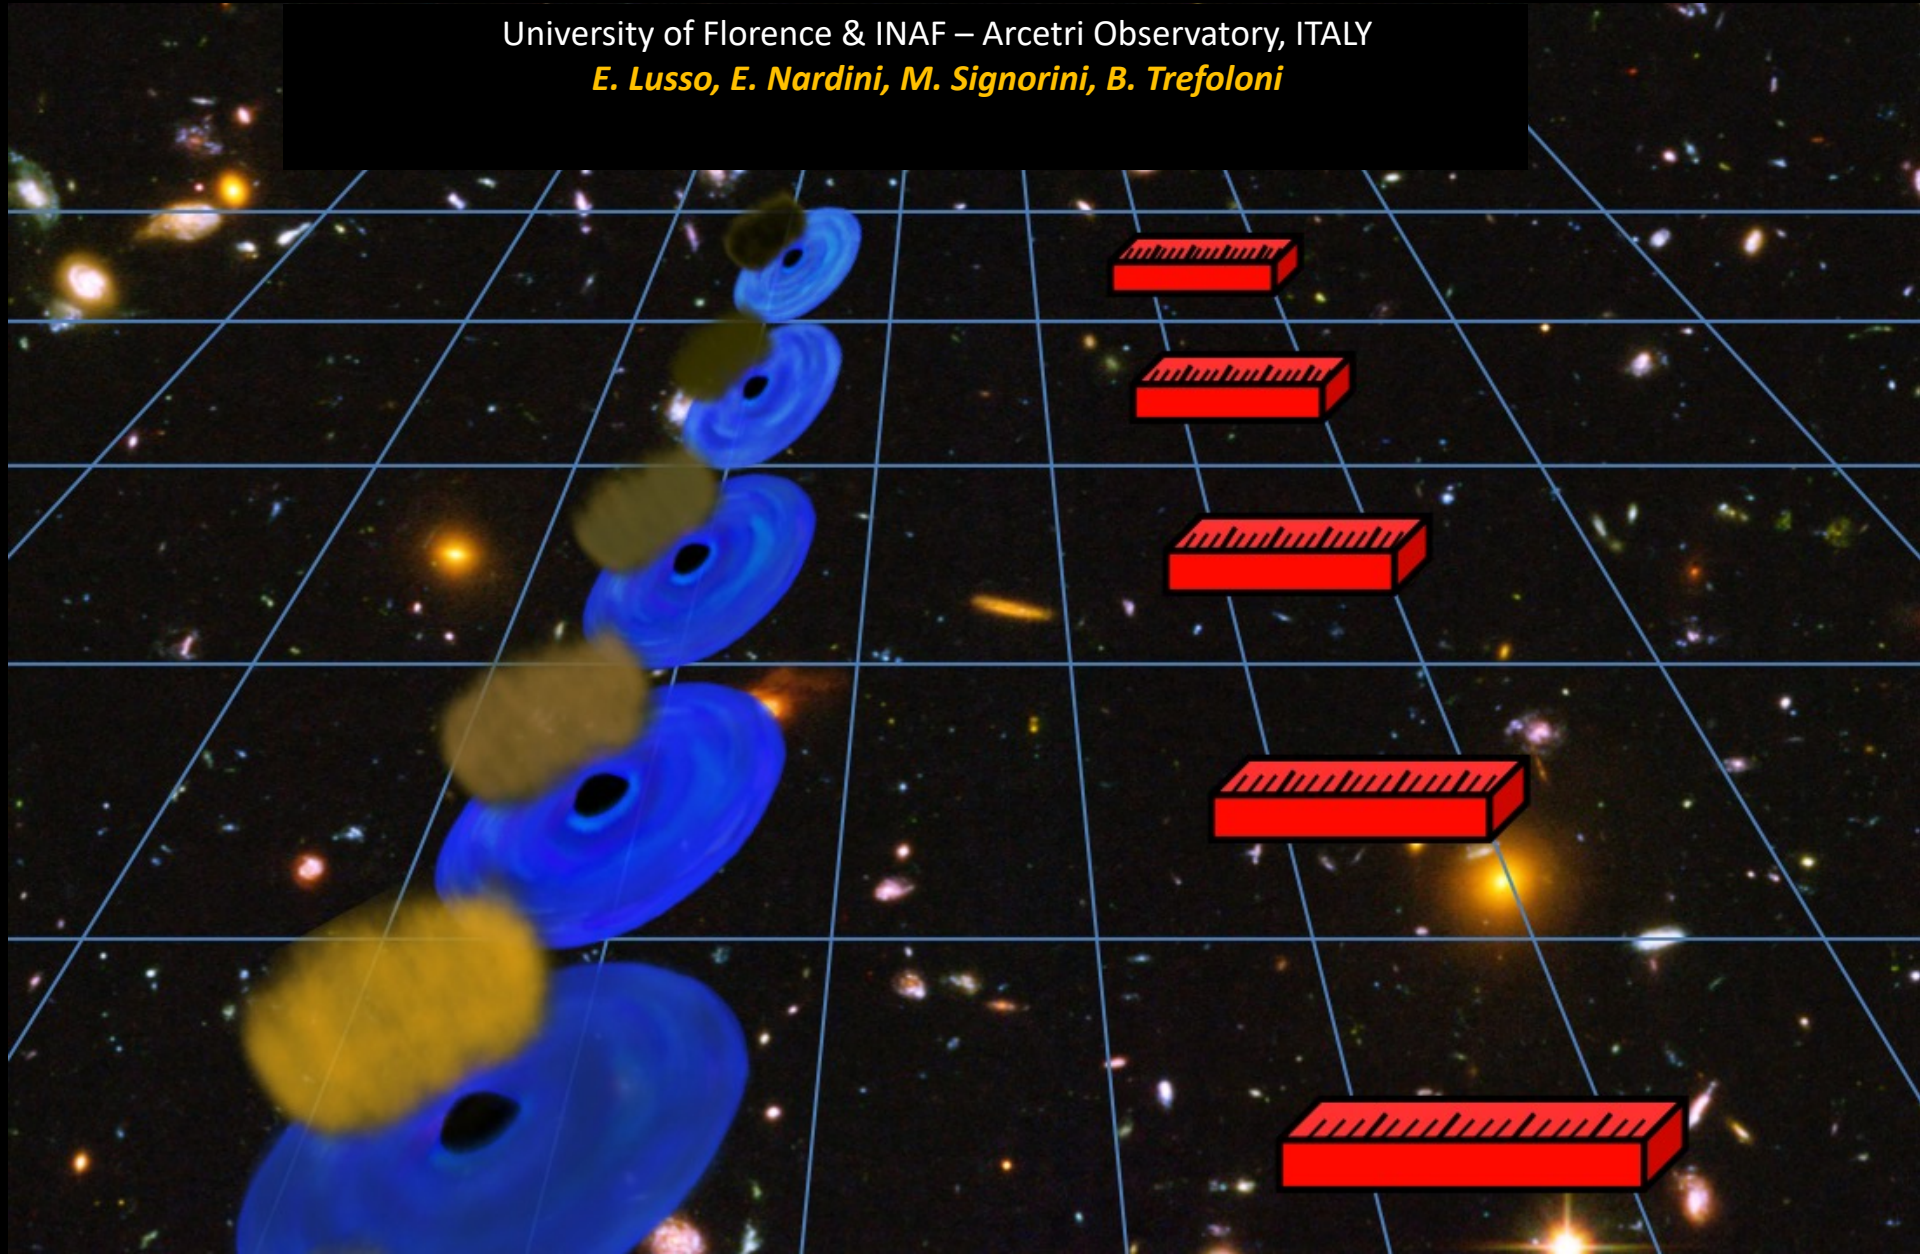 University of Florence & INAF – Arcetri Observatory, ITALY
E. Lusso, E. Nardini, M. Signorini, B. Trefoloni